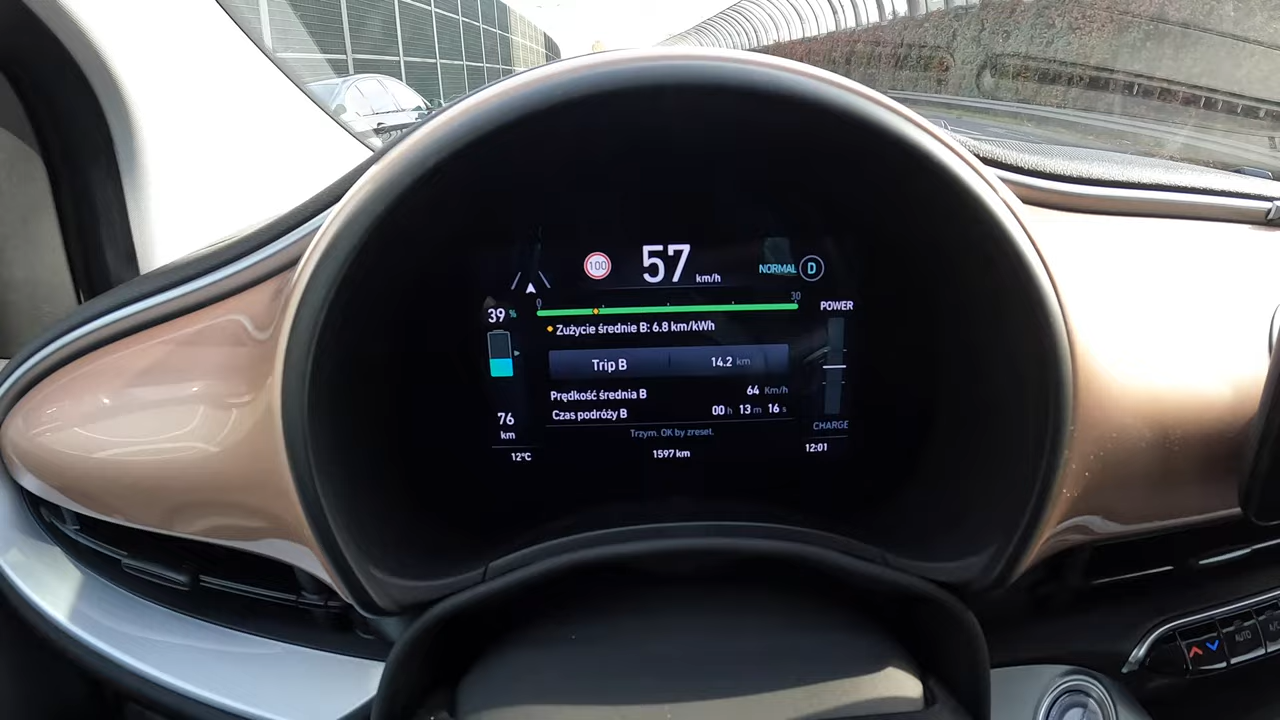 100
57 km/h
NORMAL D
0 30
39 %
POWER
Zużycie średnie B: 6.8 km/kWh
Trip B 14.2 km
Prędkość średnia B 64 Km/h
Czas podróży B 00 h 13 m 16 s
76
km
Trzym. OK by zreset.
CHARGE
12°C
1597 km
12:01
AUTO